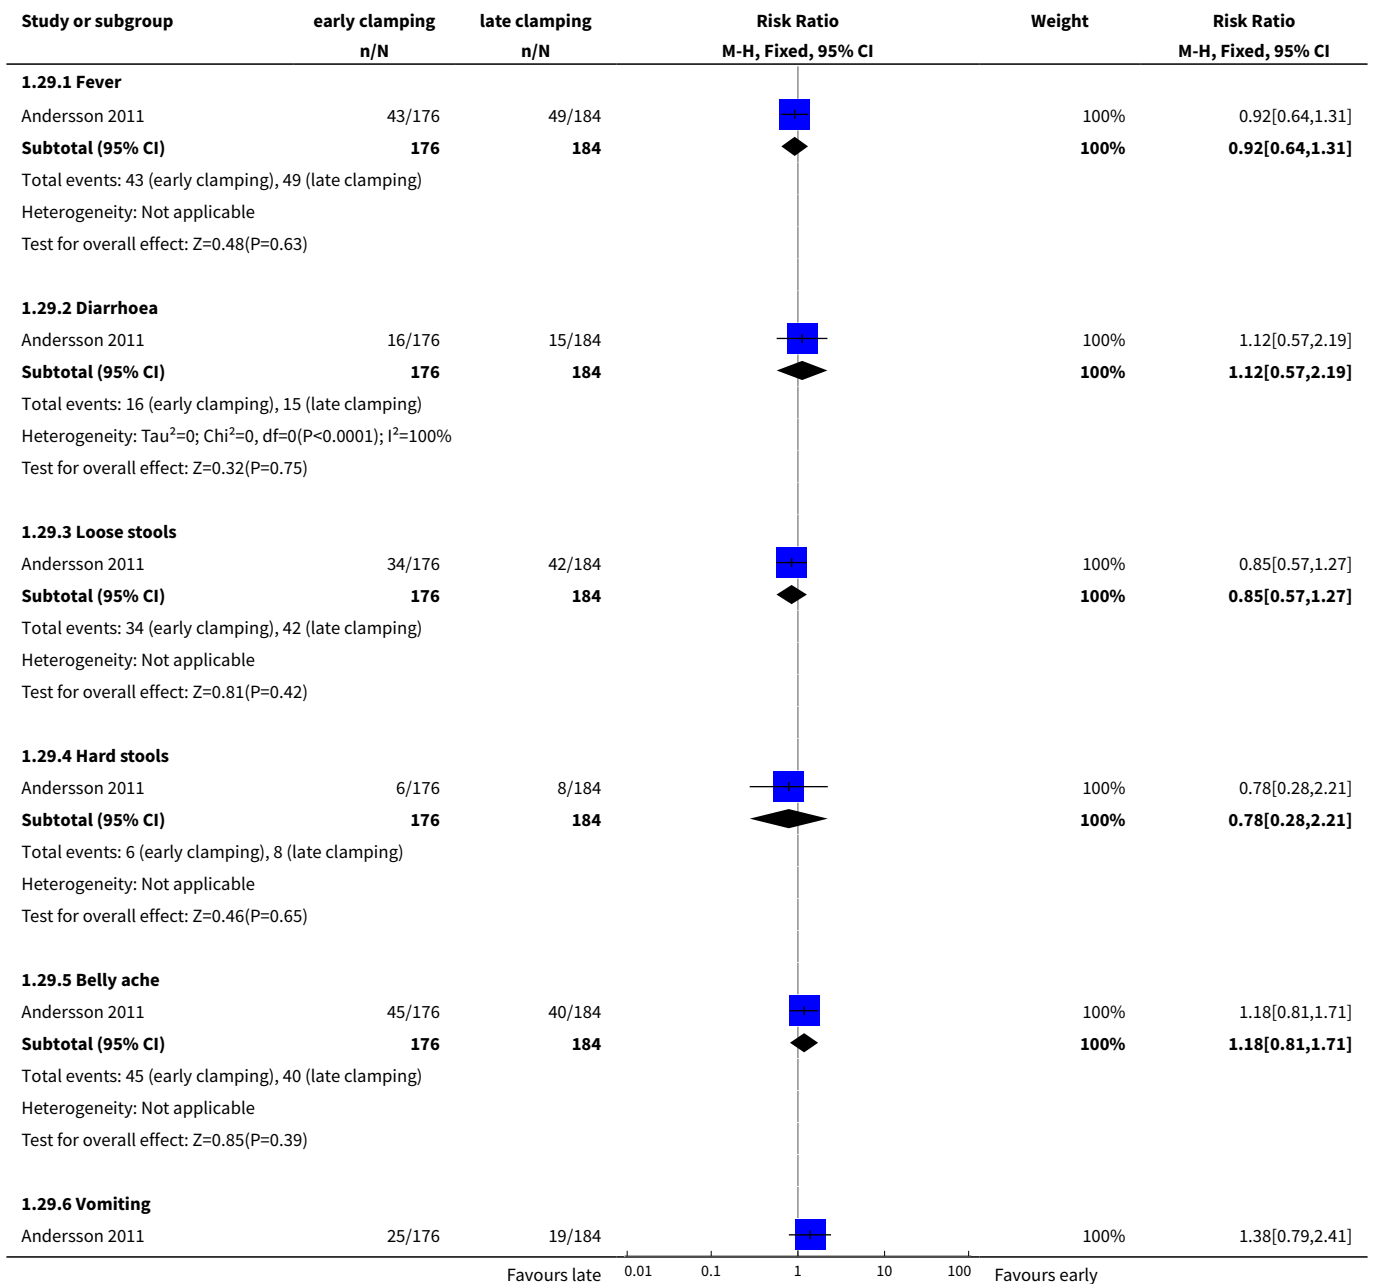 Study or subgroup early clamping late clamping Risk Ratio Weight Risk Ratio
n/N n/N M-H, Fixed, 95% CI M-H, Fixed, 95% CI
1.29.1 Fever
Andersson 2011 43/176 49/184 100% 0.92[0.64,1.31]
Subtotal (95% CI) 176 184 100% 0.92[0.64,1.31]
Total events: 43 (early clamping), 49 (late clamping)
Heterogeneity: Not applicable
Test for overall effect: Z=0.48(P=0.63)
1.29.2 Diarrhoea
Andersson 2011 16/176 15/184 100% 1.12[0.57,2.19]
Subtotal (95% CI) 176 184 100% 1.12[0.57,2.19]
Total events: 16 (early clamping), 15 (late clamping)
Heterogeneity: Tau²=0; Chi²=0, df=0(P<0.0001); I²=100%
Test for overall effect: Z=0.32(P=0.75)
1.29.3 Loose stools
Andersson 2011 34/176 42/184 100% 0.85[0.57,1.27]
Subtotal (95% CI) 176 184 100% 0.85[0.57,1.27]
Total events: 34 (early clamping), 42 (late clamping)
Heterogeneity: Not applicable
Test for overall effect: Z=0.81(P=0.42)
1.29.4 Hard stools
Andersson 2011 6/176 8/184 100% 0.78[0.28,2.21]
Subtotal (95% CI) 176 184 100% 0.78[0.28,2.21]
Total events: 6 (early clamping), 8 (late clamping)
Heterogeneity: Not applicable
Test for overall effect: Z=0.46(P=0.65)
1.29.5 Belly ache
Andersson 2011 45/176 40/184 100% 1.18[0.81,1.71]
Subtotal (95% CI) 176 184 100% 1.18[0.81,1.71]
Total events: 45 (early clamping), 40 (late clamping)
Heterogeneity: Not applicable
Test for overall effect: Z=0.85(P=0.39)
1.29.6 Vomiting
Andersson 2011 25/176 19/184 100% 1.38[0.79,2.41]
Favours late 0.01 0.1 1 10 100 Favours early